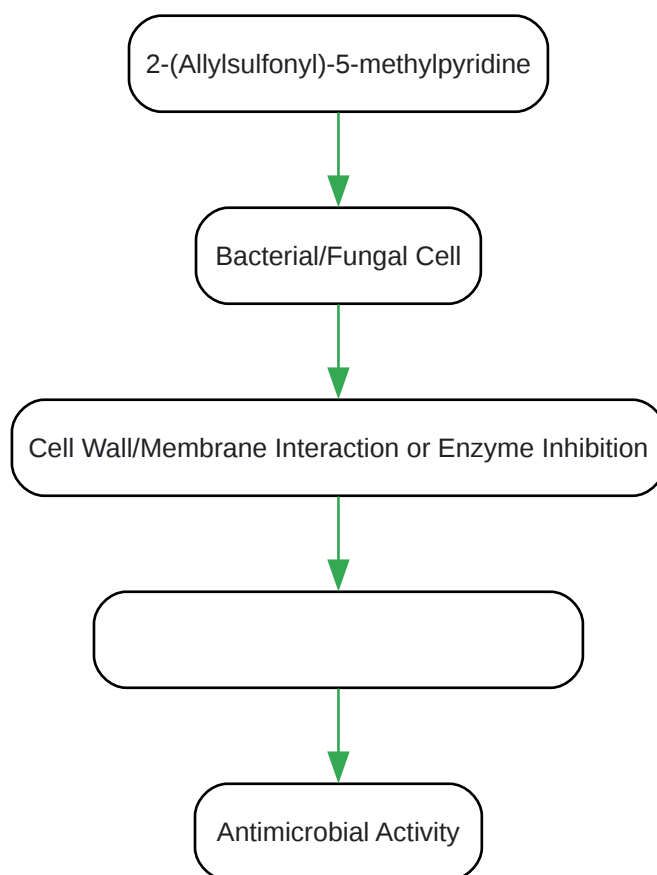 2-(Allylsulfonyl)-5-methylpyridine
Bacterial/Fungal Cell
Cell Wall/Membrane Interaction or Enzyme Inhibition
Antimicrobial Activity